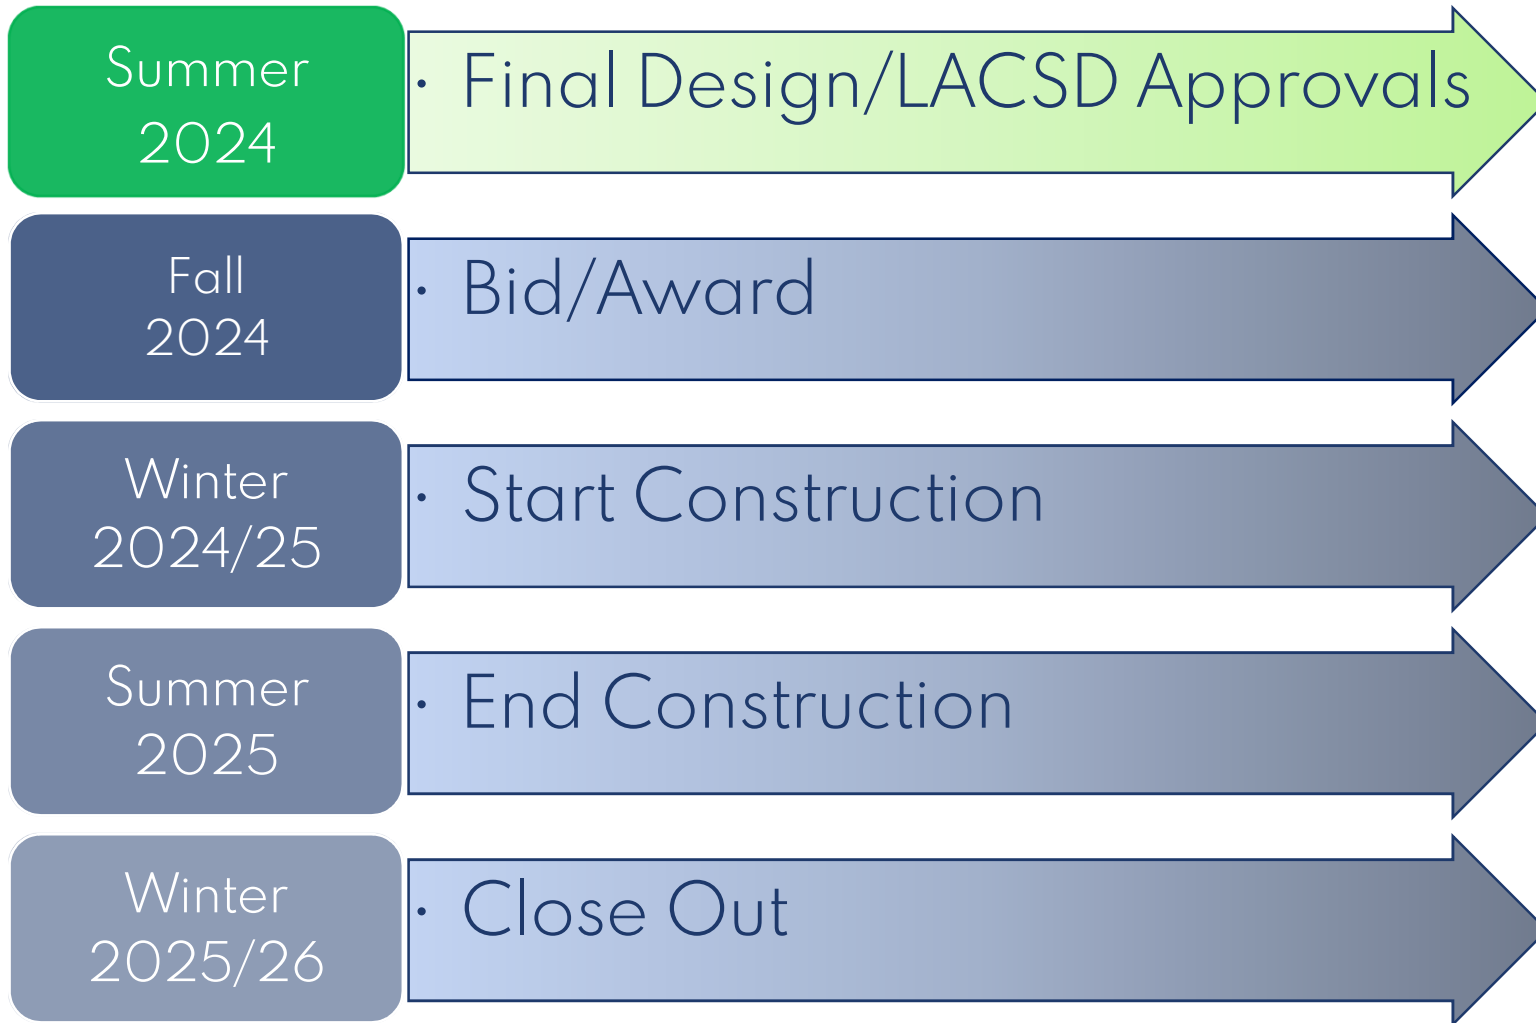 Summer
2024
• Final Design/LACSD Approvals
Fall
2024
• Bid/Award
Winter
2024/25
• Start Construction
Summer
2025
• End Construction
Winter
2025/26
• Close Out